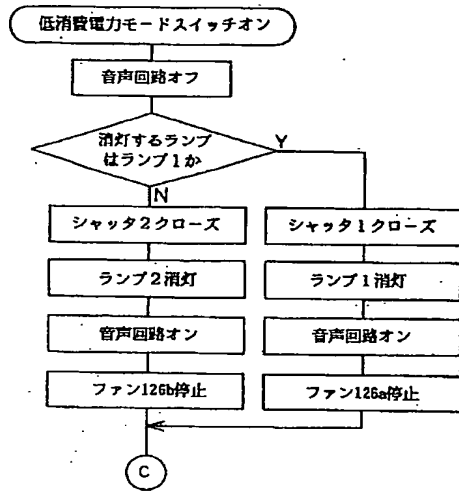 低消費電力モードスイッチオン
音声回路オフ
消灯するランプ
はランプ1か
Y
N
シャッタ2クローズ
シャッタ1クローズ
ランプ2消灯
ランプ1消灯
音声回路オン
音声回路オン
ファン126b停止
ファン126a停止
C